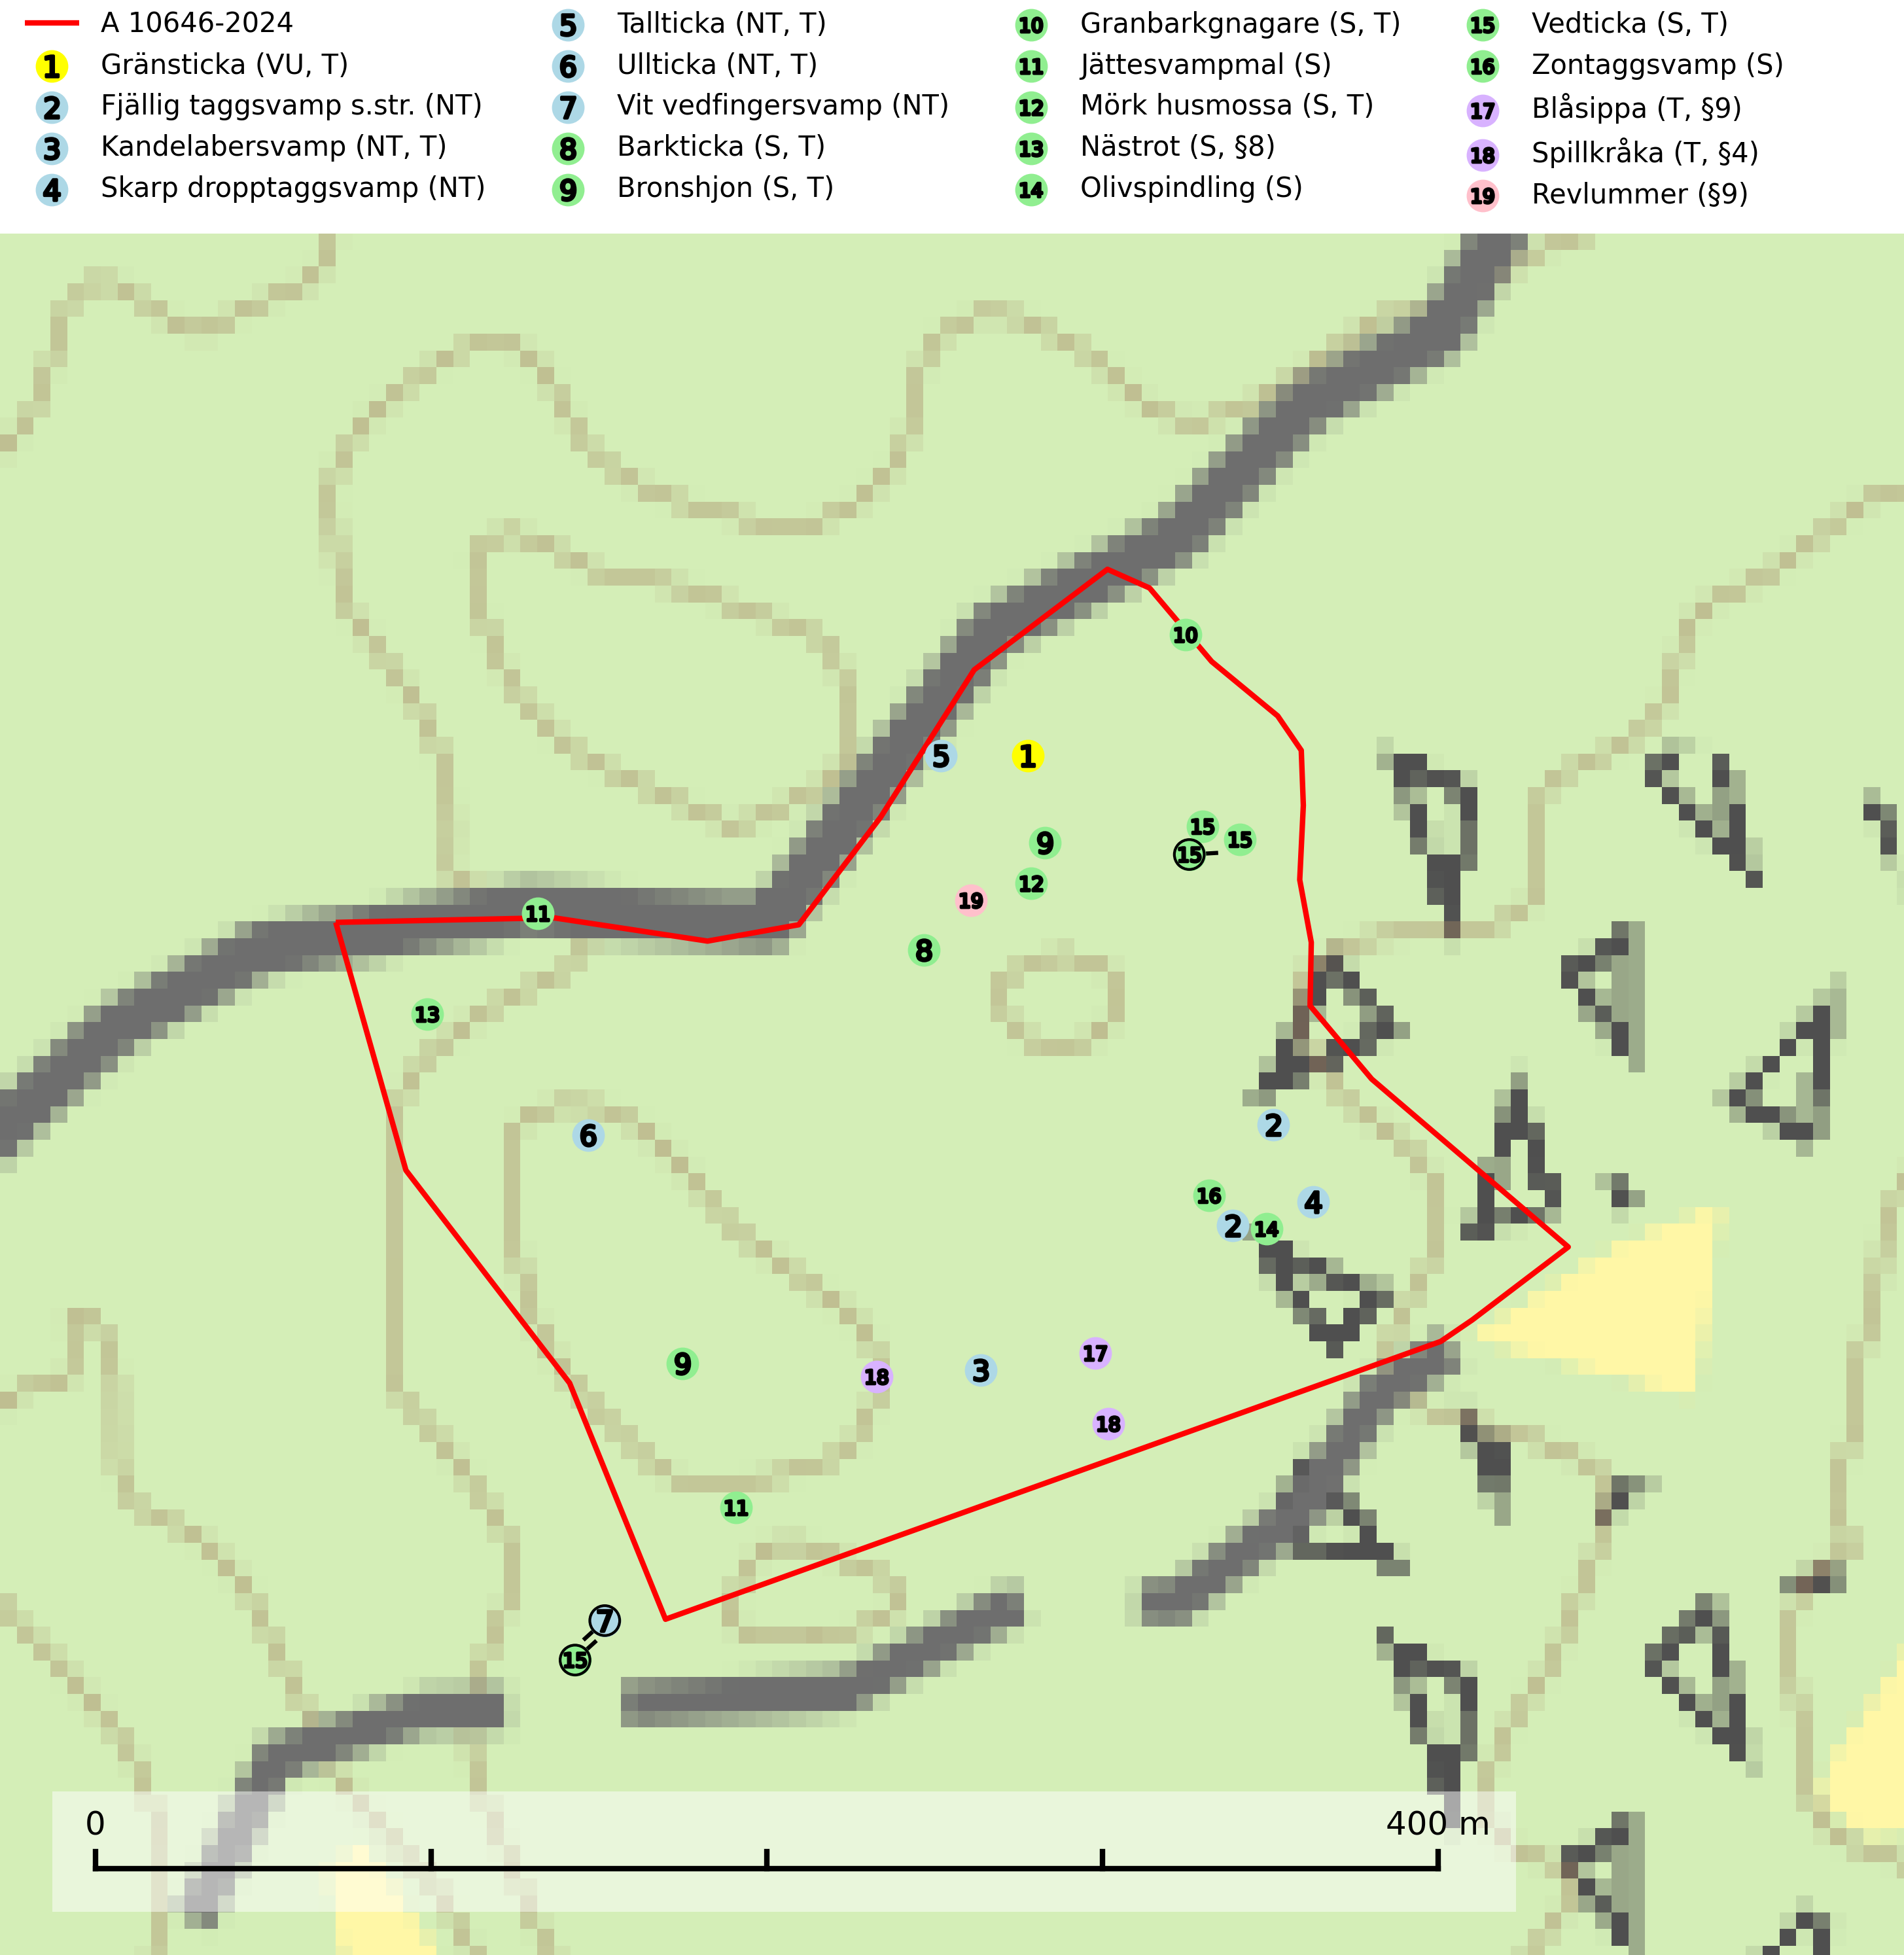 A 10646-2024
1 Gränsticka (VU, T)
2 Fjällig taggsvamp s.str. (NT)
3 Kandelabersvamp (NT, T)
4 Skarp dropptaggsvamp (NT)
5 Tallticka (NT, T)
6 Ullticka (NT, T)
7 Vit vedfingersvamp (NT)
8 Barkticka (S, T)
9 Bronshjon (S, T)
10 Granbarkgnagare (S, T)
11 Jättesvampmal (S)
12 Mörk husmossa (S, T)
13 Nästrot (S, §8)
14 Olivspindling (S)
15 Vedticka (S, T)
16 Zontaggsvamp (S)
17 Blåsippa (T, §9)
18 Spillkråka (T, §4)
19 Revlummer (§9)
10
5 1
15 15
9 15
12
19
11
8
13
2
6
16 4
2 14
17
9 18 3
18
11
7
15
0 400 m